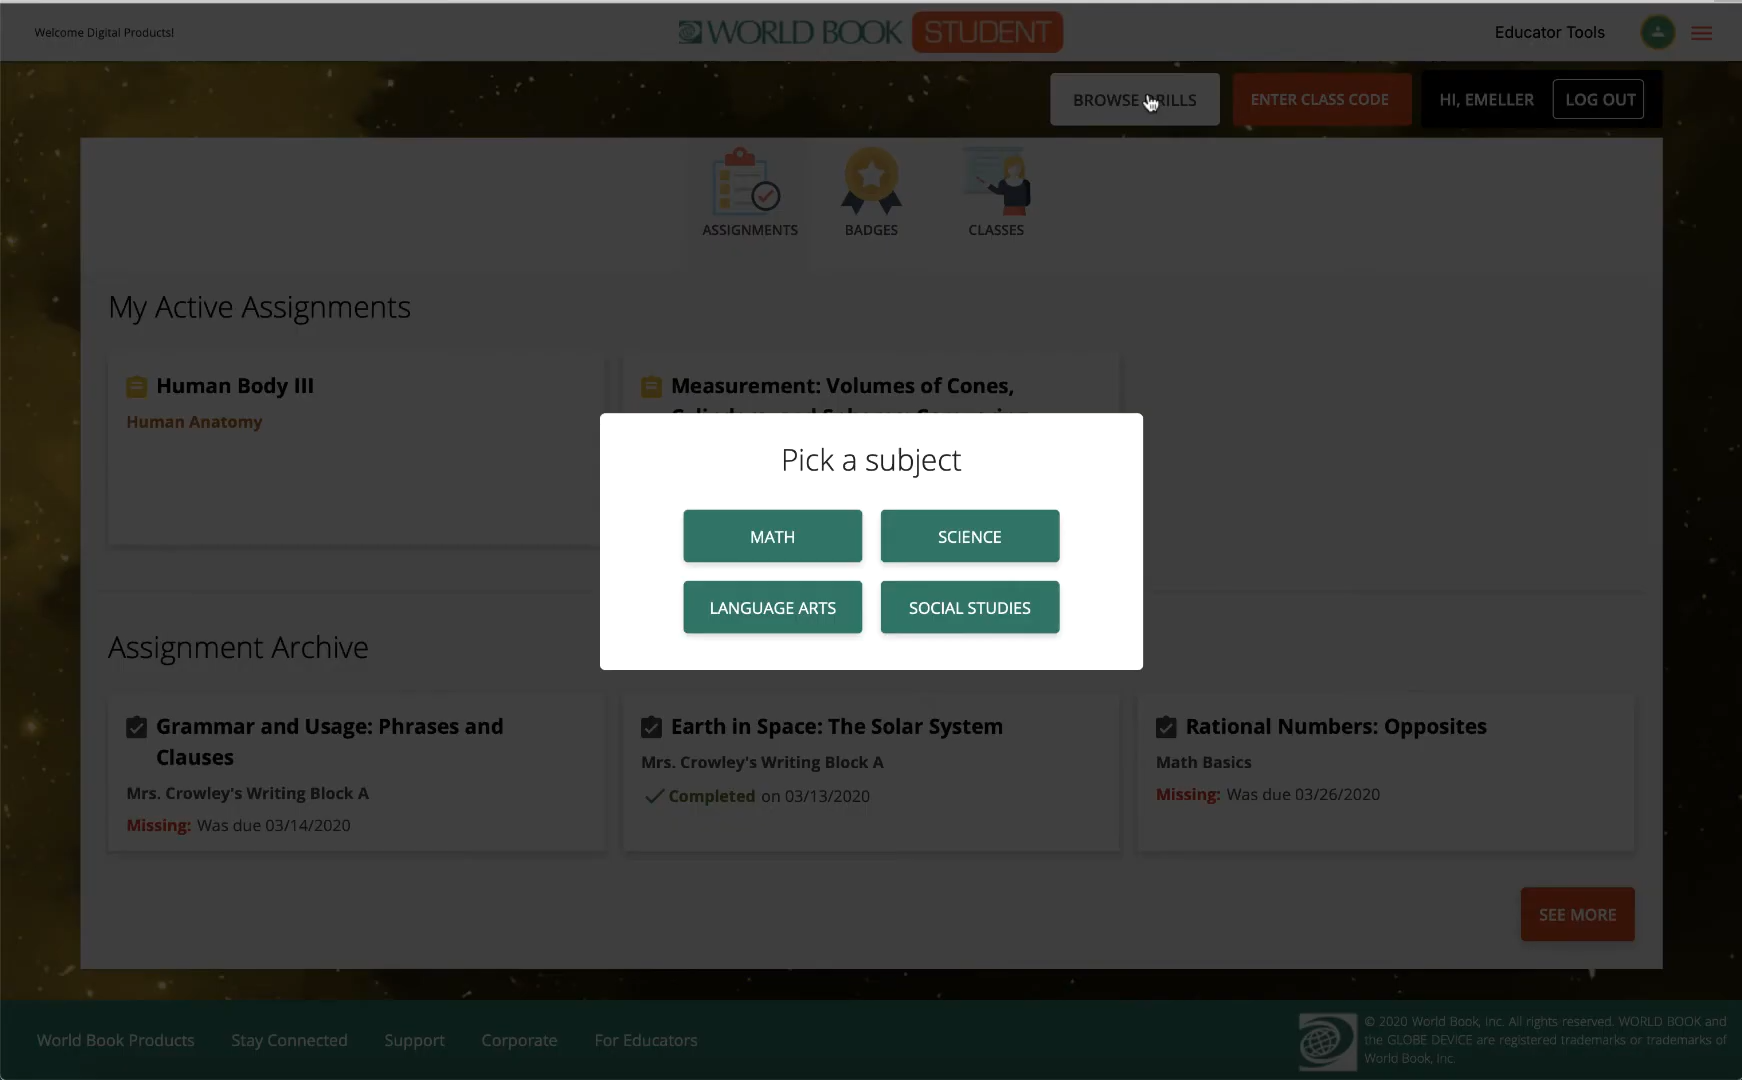 Welcome Digital Products!
WORLD BOOK STUDENT
Educator Tools
BROWSE DRILLS
ENTER CLASS CODE
HI, EMELLER
LOG OUT
ASSIGNMENTS
BADGES
CLASSES
My Active Assignments
Human Body III
Human Anatomy
Measurement: Volumes of Cones,
Pick a subject
MATH
SCIENCE
LANGUAGE ARTS
SOCIAL STUDIES
Assignment Archive
Grammar and Usage: Phrases and
Clauses
Mrs. Crowley's Writing Block A
Missing: Was due 03/14/2020
Earth in Space: The Solar System
Mrs. Crowley's Writing Block A
Completed on 03/13/2020
Rational Numbers: Opposites
Math Basics
Missing: Was due 03/26/2020
SEE MORE
World Book Products
Stay Connected
Support
Corporate
For Educators
© 2020 World Book, Inc. All rights reserved. WORLD BOOK and
the GLOBE DEVICE are registered trademarks or trademarks of
World Book, Inc.